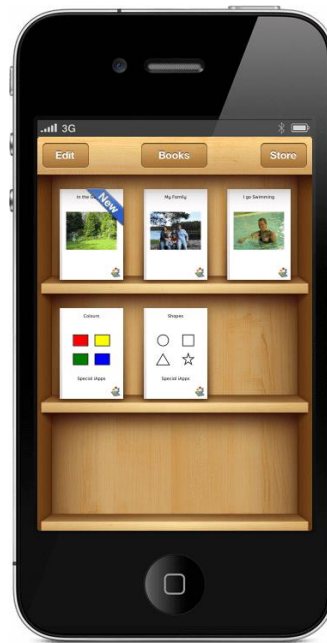 3G
Edit
Books
Store
New
My Family
I go Swimming
Colours
Shapes
Special iApps
Special iApps